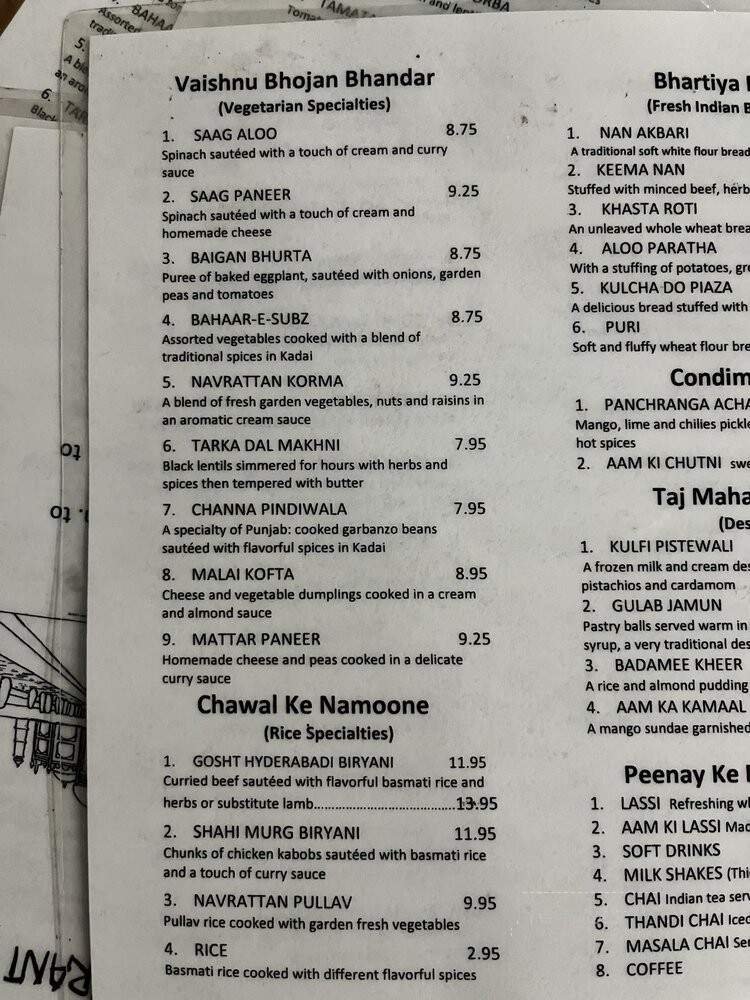 Vaishnu Bhojan Bhandar
(Vegetarian Specialties)
1. SAAG ALOO 8.75
Spinach sautéed with a touch of cream and curry
sauce
2. SAAG PANEER 9.25
Spinach sautéed with a touch of cream and
homemade cheese
3. BAIGAN BHURTA 8.75
Puree of baked eggplant, sautéed with onions, garden
peas and tomatoes
4. BAHAAR-E-SUBZ 8.75
Assorted vegetables cooked with a blend of
traditional spices in Kadai
5. NAVRATTAN KORMA 9.25
A blend of fresh garden vegetables, nuts and raisins in
an aromatic cream sauce
6. TARKA DAL MAKHNI 7.95
Black lentils simmered for hours with herbs and
spices then tempered with butter
7. CHANNA PINDIWALA 7.95
A specialty of Punjab: cooked garbanzo beans
sautéed with flavorful spices in Kadai
8. MALAI KOFTA 8.95
Cheese and vegetable dumplings cooked in a cream
and almond sauce
9. MATTAR PANEER 9.25
Homemade cheese and peas cooked in a delicate
curry sauce
Chawal Ke Namoone
(Rice Specialties)
1. GOSHT HYDERABADI BIRYANI 11.95
Curried beef sautéed with flavorful basmati rice and
herbs or substitute lamb........................................13.95
2. SHAHI MURG BIRYANI 11.95
Chunks of chicken kabobs sautéed with basmati rice
and a touch of curry sauce
3. NAVRATTAN PULLAV 9.95
Pullav rice cooked with garden fresh vegetables
4. RICE 2.95
Basmati rice cooked with different flavorful spices
Bhartiya
(Fresh Indian
1. NAN AKBARI
A traditional soft white flour bread
2. KEEMA NAN
Stuffed with minced beef, herb
3. KHASTA ROTI
An unleaved whole wheat brea
4. ALOO PARATHA
With a stuffing of potatoes, gre
5. KULCHA DO PIAZA
A delicious bread stuffed with
6. PURI
Soft and fluffy wheat flour bre
Condim
1. PANCHRANGA ACHA
Mango, lime and chilies pickle
hot spices
2. AAM KI CHUTNI swe
Taj Maha
(Des
1. KULFI PISTEWALI
A frozen milk and cream des
pistachios and cardamom
2. GULAB JAMUN
Pastry balls served warm in
syrup, a very traditional des
3. BADAMEE KHEER
A rice and almond pudding
4. AAM KA KAMAAL
A mango sundae garnished
Peenay Ke
1. LASSI Refreshing wh
2. AAM KI LASSI Mad
3. SOFT DRINKS
4. MILK SHAKES (Thi
5. CHAI Indian tea serv
6. THANDI CHAI Iced
7. MASALA CHAI Ser
8. COFFEE